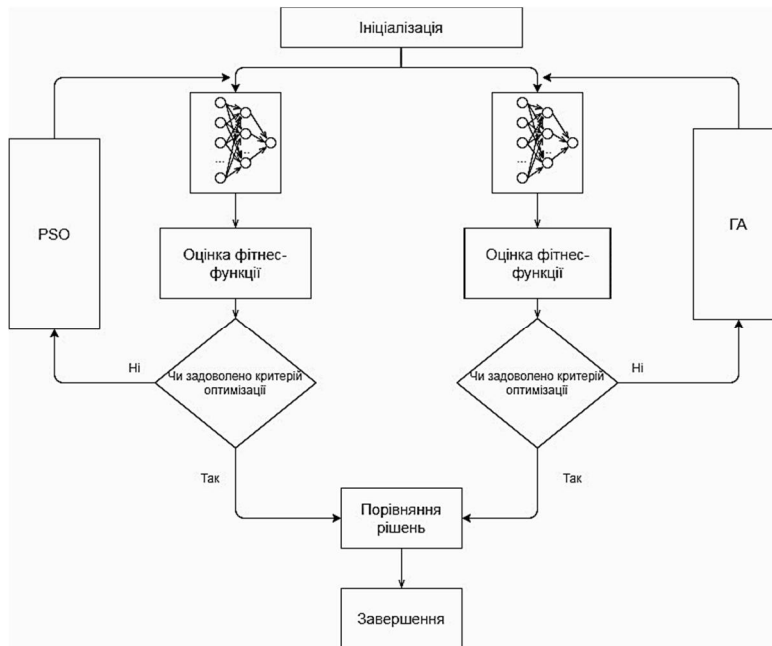 Ініціалізація
PSO
ГА
Оцінка фітнес-
функції
Оцінка фітнес-
функції
Чи задоволено критерій
оптимізації
Чи задоволено критерій
оптимізації
Ні
Ні
Так
Так
Порівняння
рішень
Завершення